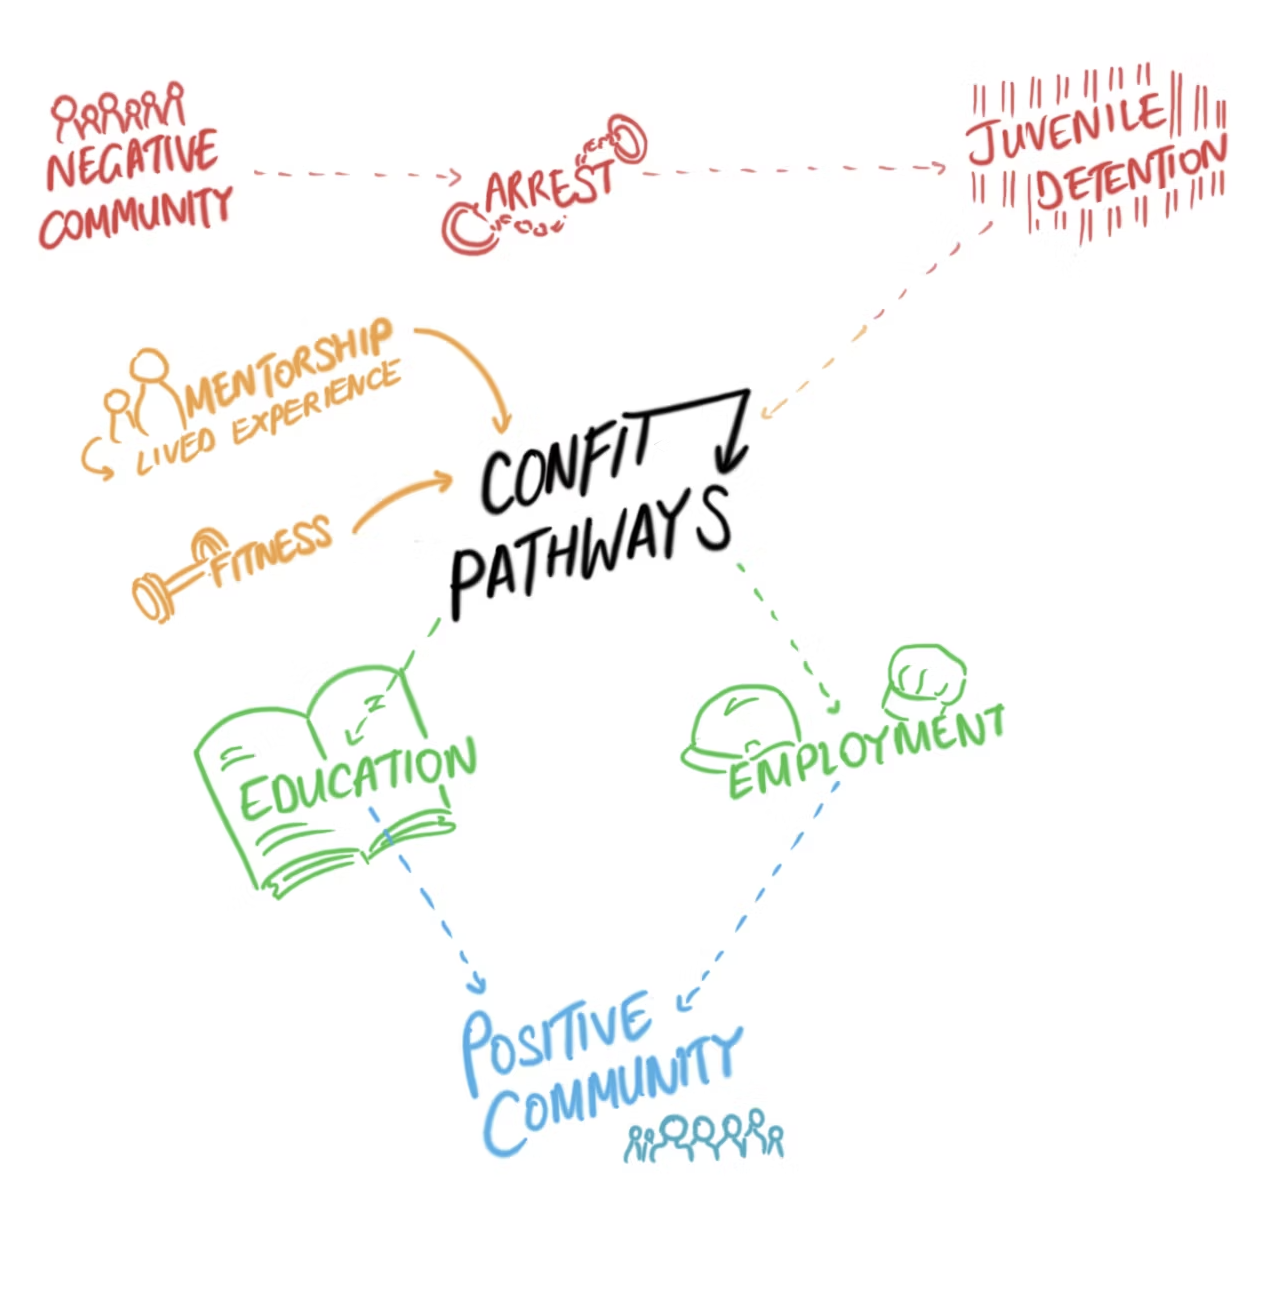 NEGATIVE
COMMUNITY
ARREST
JUVENILE
DETENTION
MENTORSHIP
LIVED EXPERIENCE
CONFIT
PATHWAYS
FITNESS
EDUCATION
EMPLOYMENT
POSITIVE
COMMUNITY